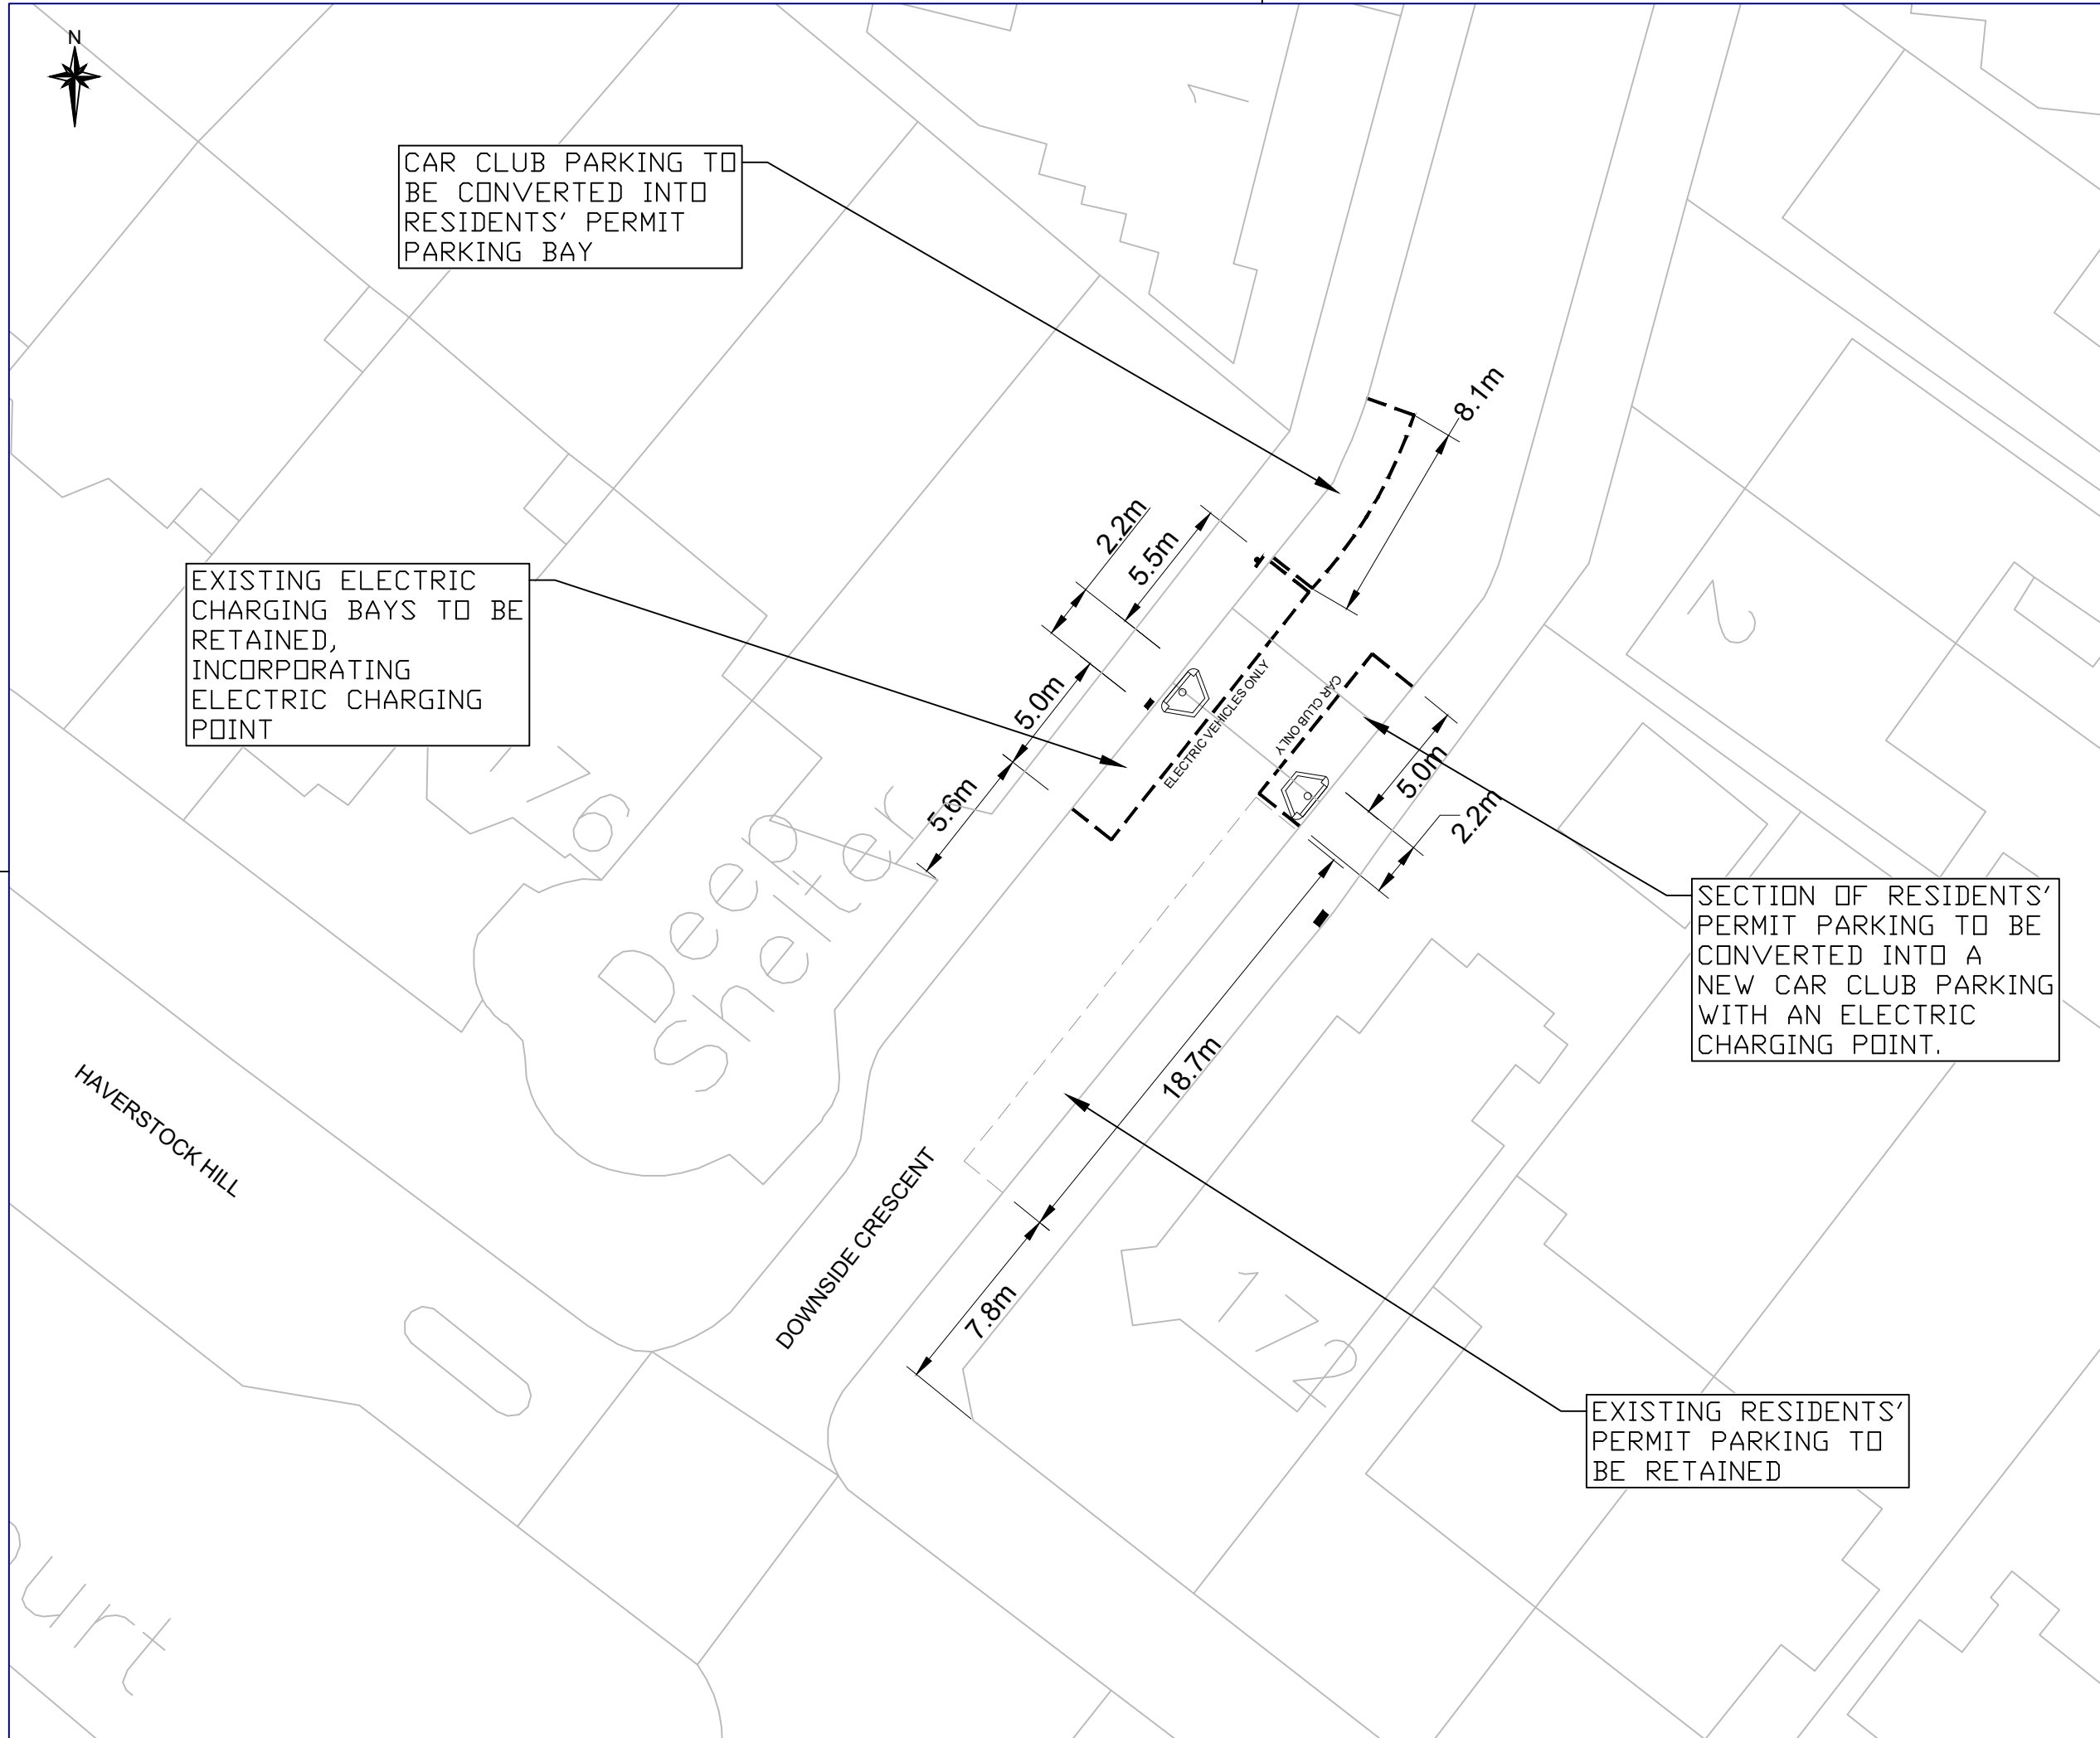 N
1
CAR CLUB PARKING TO
BE CONVERTED INTO
RESIDENTS' PERMIT
PARKING BAY
8.1m
2.2m
5.5m
EXISTING ELECTRIC
CHARGING BAYS TO BE
RETAINED,
INCORPORATING
ELECTRIC CHARGING
POINT
2
5.0m
ELECTRIC VEHICLES ONLY
CAR CLUB ONLY
5.0m
2.2m
5.6m
176
Deep
Shelter
SECTION OF RESIDENTS'
PERMIT PARKING TO BE
CONVERTED INTO A
NEW CAR CLUB PARKING
WITH AN ELECTRIC
CHARGING POINT.
18.7m
HAVERSTOCK HILL
DOWNSIDE CRESCENT
7.8m
172
EXISTING RESIDENTS'
PERMIT PARKING TO
BE RETAINED
urt